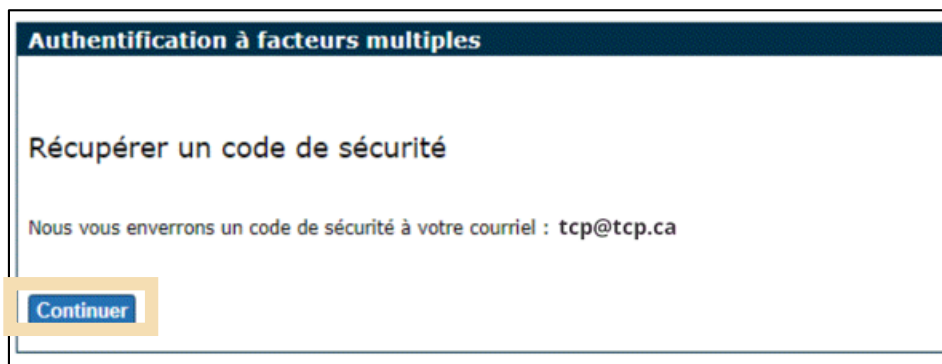 Authentification à facteurs multiples
Récupérer un code de sécurité
Nous vous enverrons un code de sécurité à votre courriel : tcp@tcp.ca
Continuer